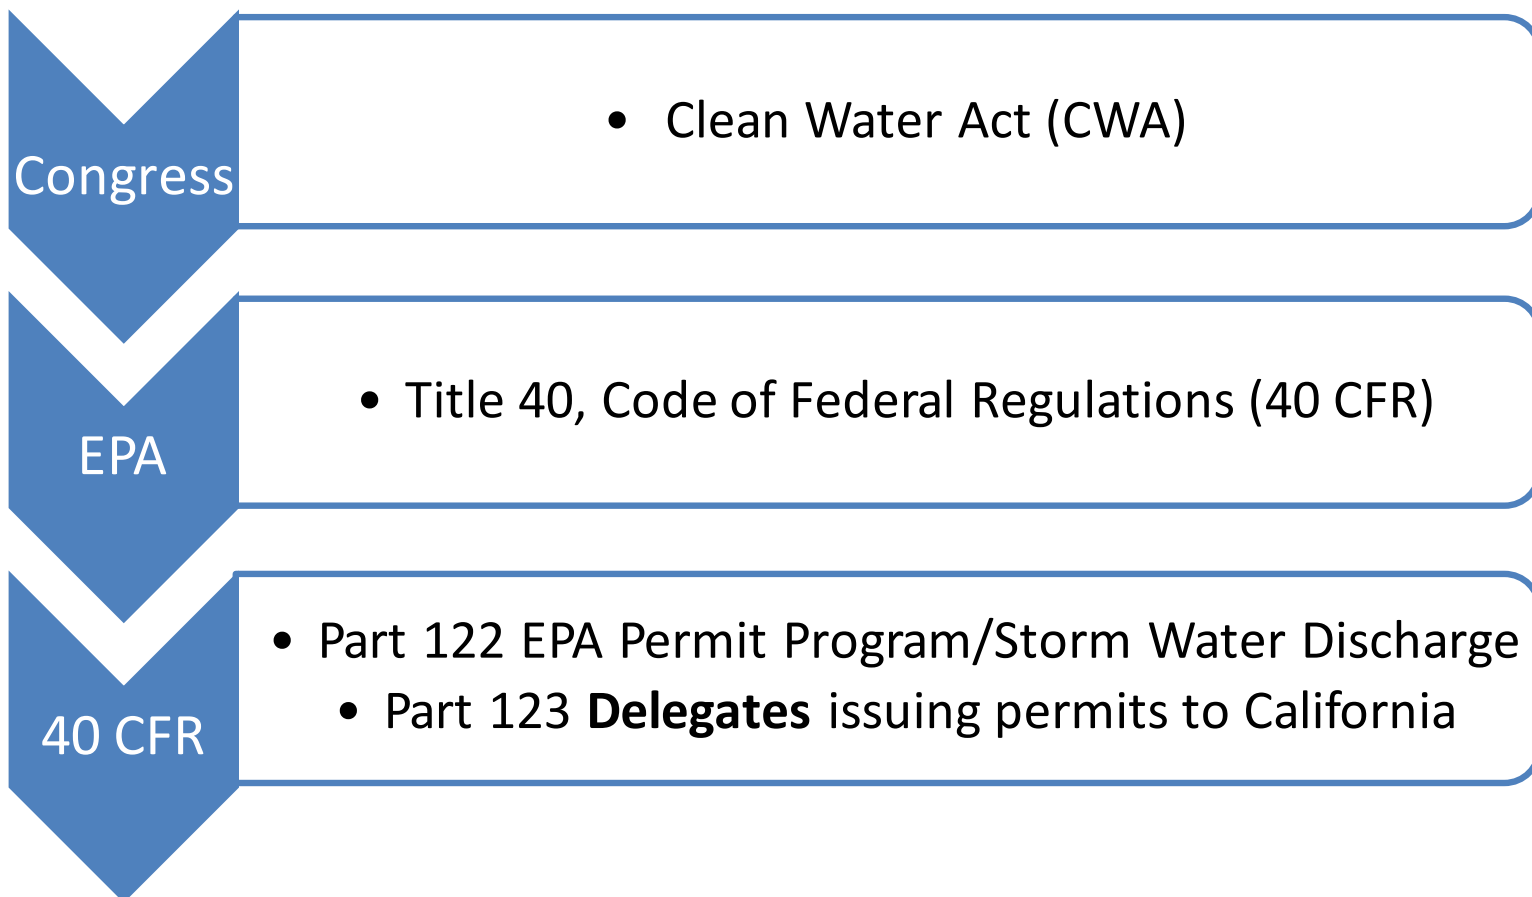 Congress
• Clean Water Act (CWA)
EPA
• Title 40, Code of Federal Regulations (40 CFR)
40 CFR
• Part 122 EPA Permit Program/Storm Water Discharge
• Part 123 Delegates issuing permits to California